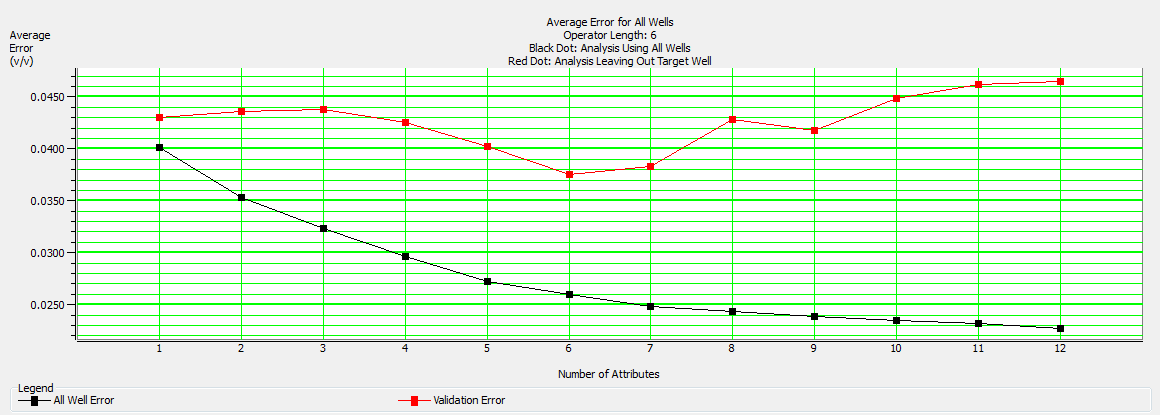 Average Error for All Wells
Operator Length: 6
Black Dot: Analysis Using All Wells
Red Dot: Analysis Leaving Out Target Well
Average
Error
(v/v)
0.0450
0.0400
0.0350
0.0300
0.0250
1 2 3 4 5 6 7 8 9 10 11 12
Number of Attributes
Legend
All Well Error Validation Error